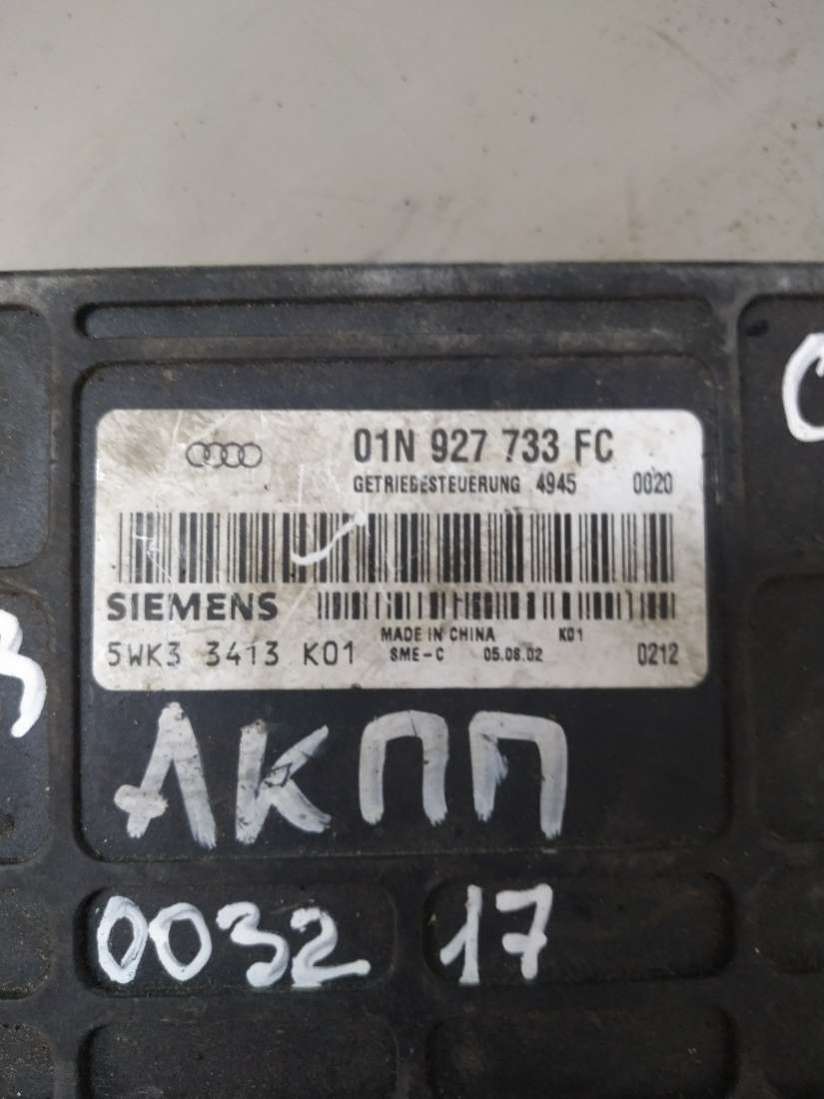 01N 927 733 FC
GETRIEBESTEUERUNG 4945 0020
SIEMENS
MADE IN CHINA K01
5WK3 3413 K01 SME-C 05.08.02 0212
АКПП
0032 17